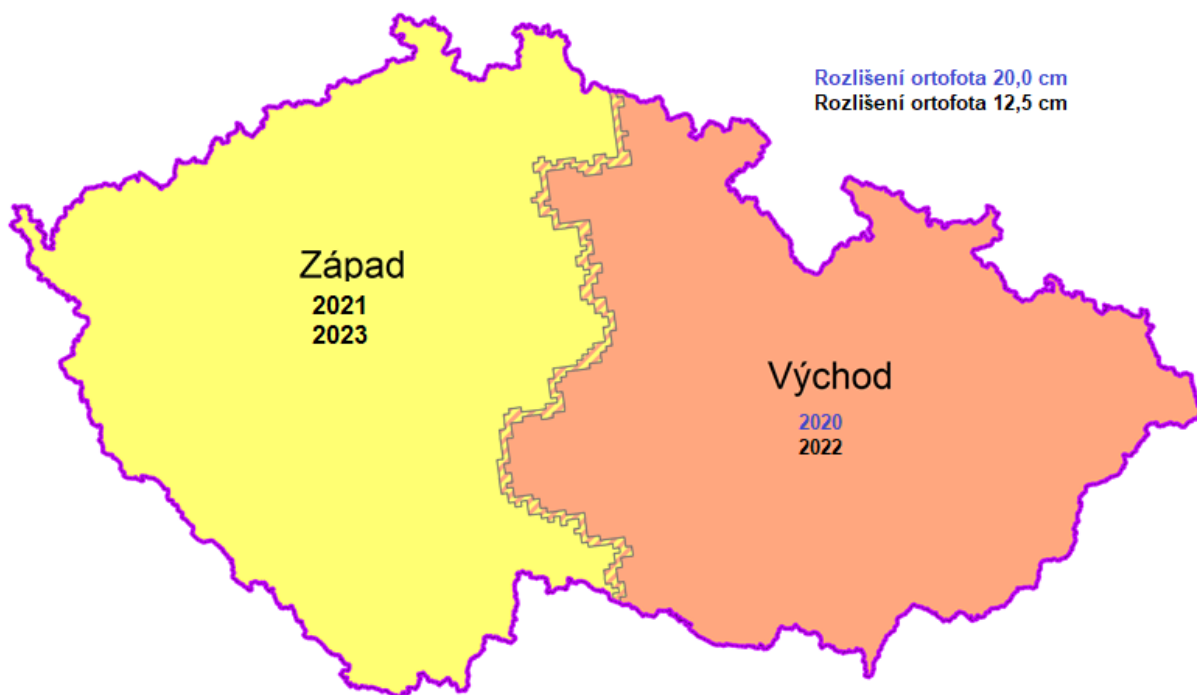 Rozlišení ortofota 20,0 cm
Rozlišení ortofota 12,5 cm
Západ
2021
2023
Východ
2020
2022